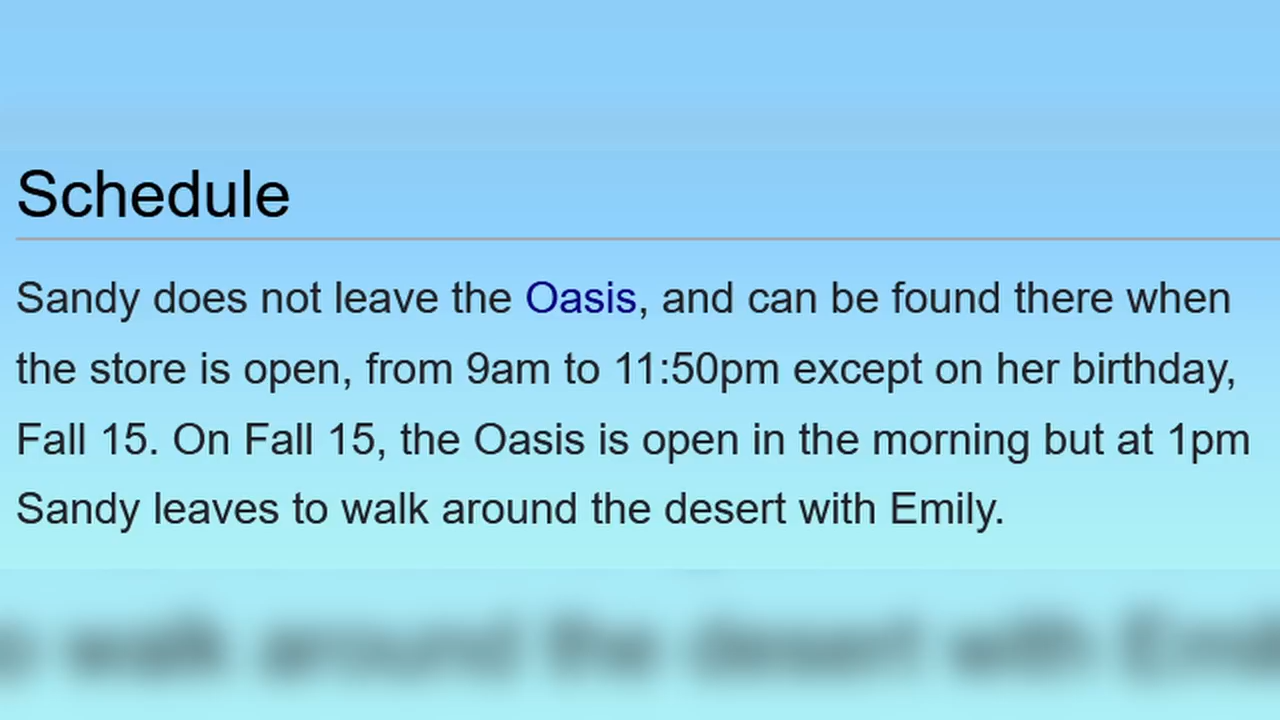 Schedule
Sandy does not leave the Oasis, and can be found there when
the store is open, from 9am to 11:50pm except on her birthday,
Fall 15. On Fall 15, the Oasis is open in the morning but at 1pm
Sandy leaves to walk around the desert with Emily.